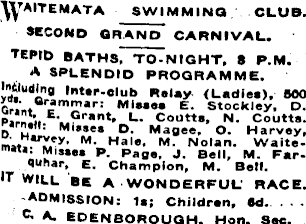 WAITEMATA SWIMMING CLUB.
SECOND GRAND CARNIVAL.
TEPID BATHS, TO-NIGHT, 8 P.M.
A SPLENDID PROGRAMME.
Including Inter-club Relay (Ladies), 500
yds. Grammar: Misses E. Stockley, D.
Grant, E. Grant, L. Coutts, N. Coutts.
Parnell: Misses D. Magee, O. Harvey,
D. Harvey, M. Hale, M. Nolan. Waite-
mata: Misses P. Page, J. Bell, M. Far-
quhar, E. Champion, M. Bell.
IT WILL BE A WONDERFUL RACE.
ADMISSION: 1s; Children, 6d.
C. A. EDENBOROUGH, Hon. Sec.